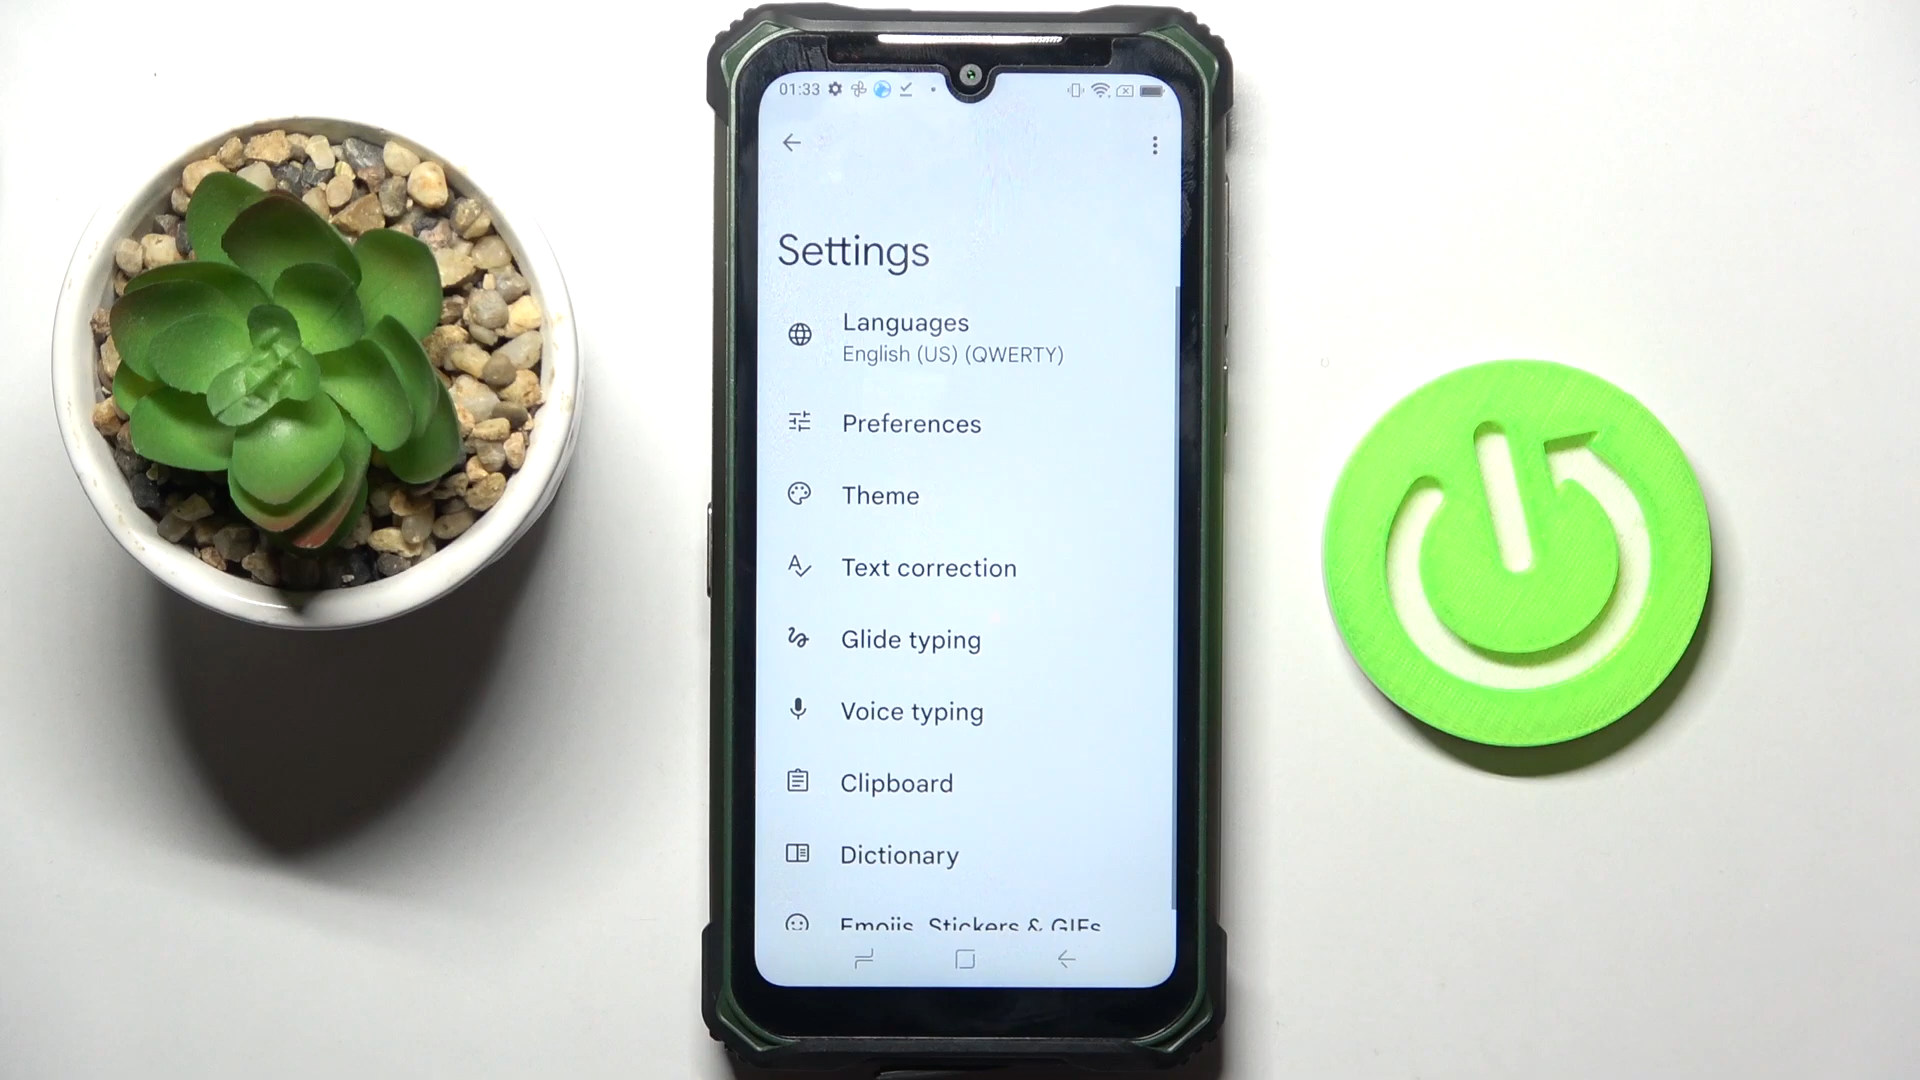 01:33
Settings
Languages
English (US) (QWERTY)
Preferences
Theme
Text correction
Glide typing
Voice typing
Clipboard
Dictionary
Emojis, Stickers & GIFs